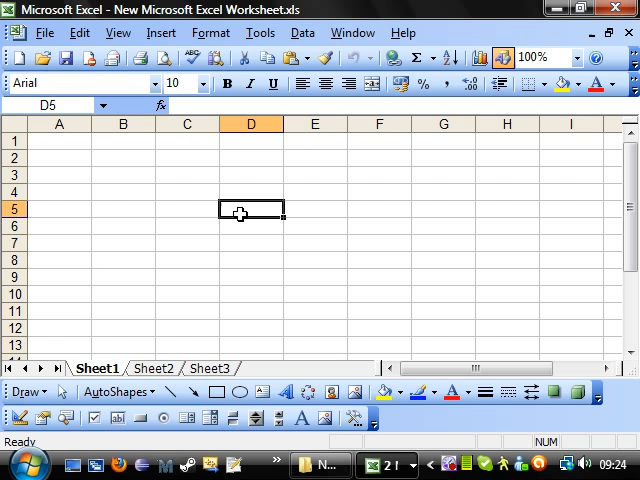 Microsoft Excel - New Microsoft Excel Worksheet.xls
File Edit View Insert Format Tools Data Window Help
100%
Arial 10 B I U
D5 fx
A B C D E F G H I
1
2
3
4
5
6
7
8
9
10
11
12
13
Sheet1 Sheet2 Sheet3
Draw AutoShapes
Ready NUM
N... 2 09:24